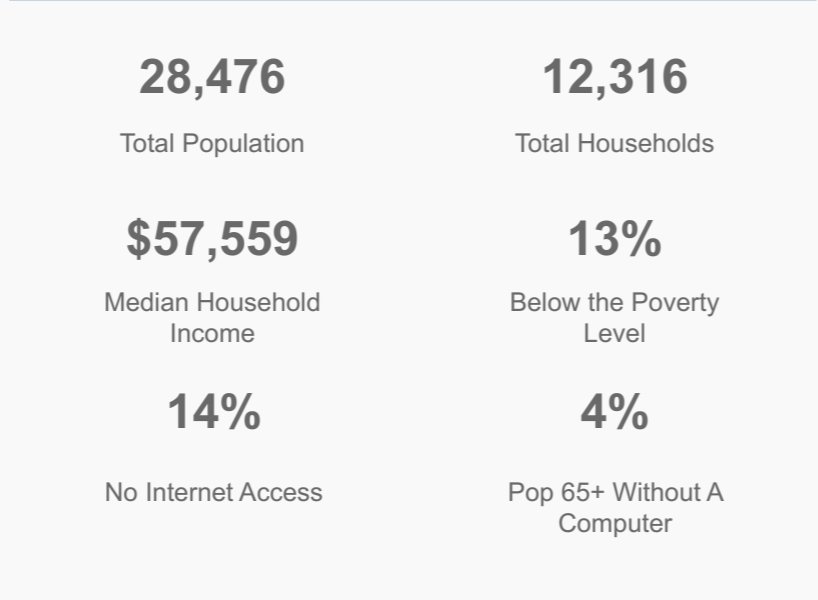 28,476
12,316
Total Population
Total Households
$57,559
13%
Median Household
Income
Below the Poverty
Level
14%
4%
No Internet Access
Pop 65+ Without A
Computer